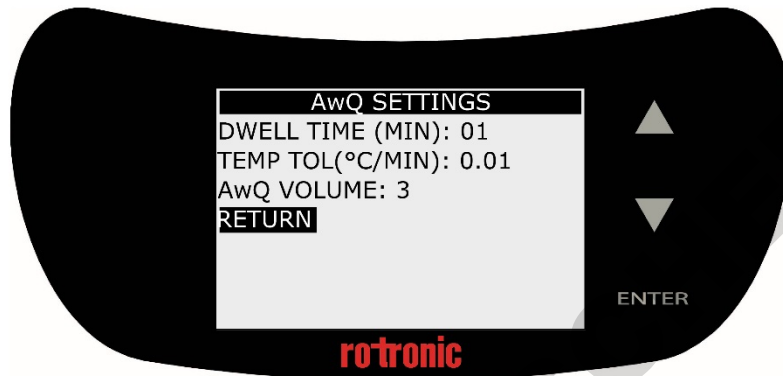 AwQ SETTINGS
DWELL TIME (MIN): 01
TEMP TOL(°C/MIN): 0.01
AwQ VOLUME: 3
RETURN
ENTER
rotronic